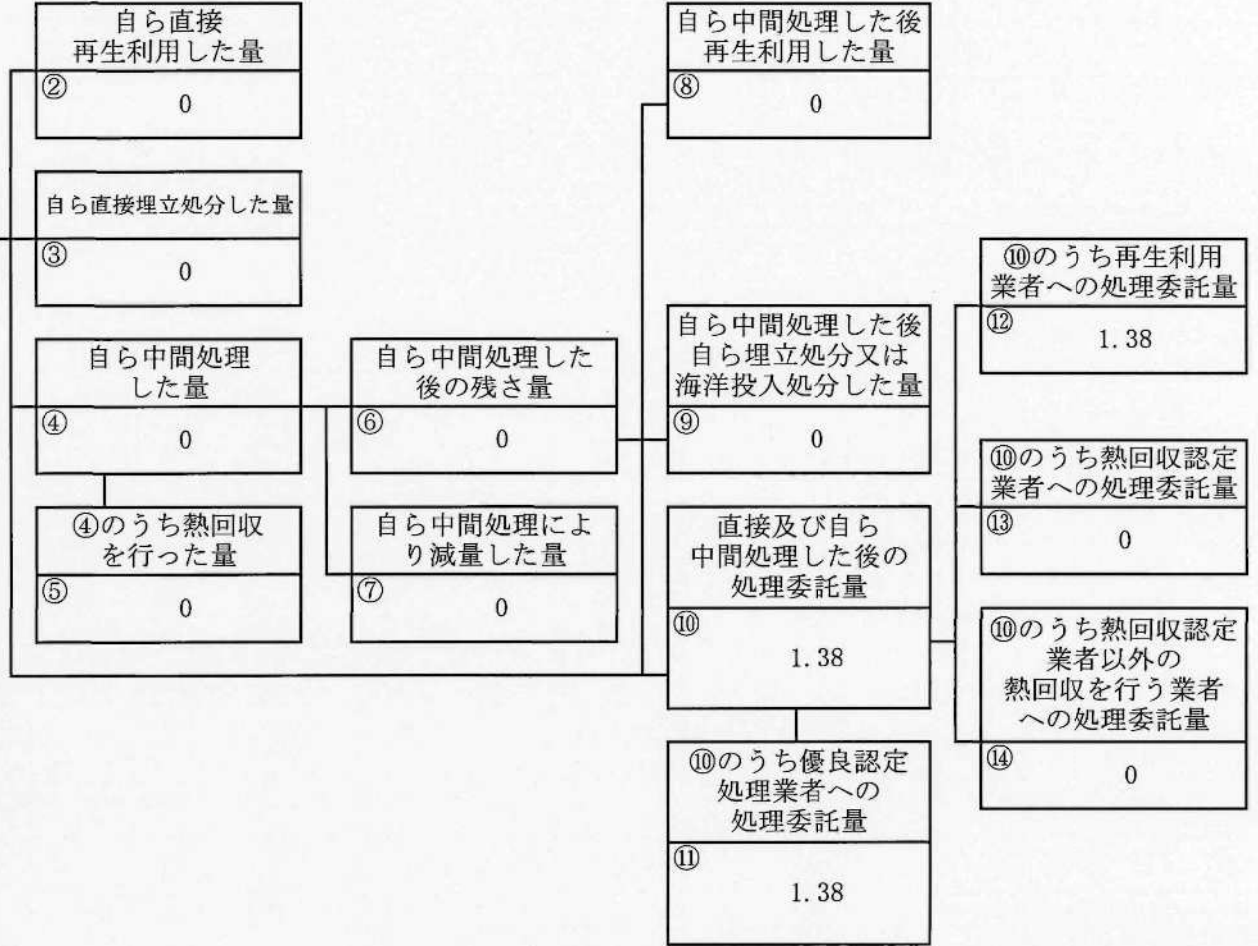 自ら直接
再生利用した量
②
0
自ら直接埋立処分した量
③
0
自ら中間処理
した量
④
0
④のうち熱回収
を行った量
⑤
0
自ら中間処理した
後の残さ量
⑥
0
自ら中間処理によ
り減量した量
⑦
0
自ら中間処理した後
再生利用した量
⑧
0
自ら中間処理した後
自ら埋立処分又は
海洋投入処分した量
⑨
0
直接及び自ら
中間処理した後の
処理委託量
⑩
1.38
⑩のうち優良認定
処理業者への
処理委託量
⑪
1.38
⑩のうち再生利用
業者への処理委託量
⑫
1.38
⑩のうち熱回収認定
業者への処理委託量
⑬
0
⑩のうち熱回収認定
業者以外の
熱回収を行う業者
への処理委託量
⑭
0